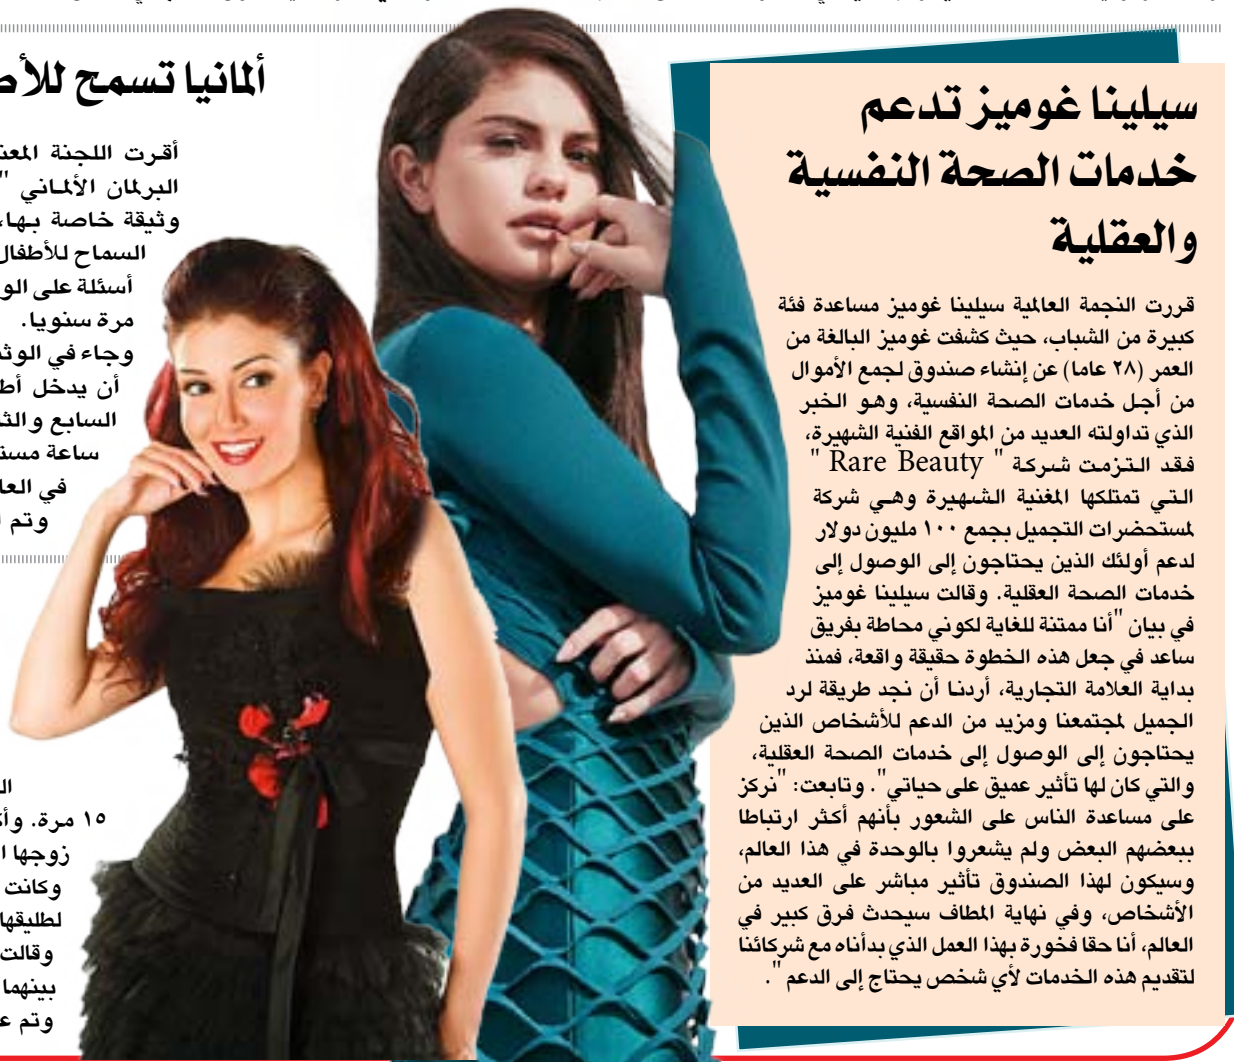 سيلينا غوميز تدعم
خدمات الصحة النفسية
والعقلية
قررت النجمة العالمية سيلينا غوميز مساعدة فئة
كبيرة من الشباب، حيث كشفت غوميز البالغة من
العمر (٢٨ عاما) عن إنشاء صندوق لجمع الأموال
من أجل خدمات الصحة النفسية، وهو الخبر
الذي تداولته العديد من المواقع الفنية الشهيرة،
فقد التزمت شركة " Rare Beauty "
التي تمتلكها المغنية الشهيرة وهي شركة
لمستحضرات التجميل بجمع ١٠٠ مليون دولار
لدعم أولئك الذين يحتاجون إلى الوصول إلى
خدمات الصحة العقلية. وقالت سيلينا غوميز
في بيان "أنا ممتنة للغاية لكوني محاطة بفريق
ساعد في جعل هذه الخطوة حقيقة واقعة، فمنذ
بداية العلامة التجارية، أردنا أن نجد طريقة لرد
الجميل لمجتمعنا ومزيد من الدعم للأشخاص الذين
يحتاجون إلى الوصول إلى خدمات الصحة العقلية،
والتي كان لها تأثير عميق على حياتي". وتابعت: "نركز
على مساعدة الناس على الشعور بأنهم أكثر ارتباطا
ببعضهم البعض ولم يشعروا بالوحدة في هذا العالم،
وسيكون لهذا الصندوق تأثير مباشر على العديد من
الأشخاص، وفي نهاية المطاف سيحدث فرق كبير في
العالم، أنا حقا فخورة بهذا العمل الذي بدأناه مع شركائنا
لتقديم هذه الخدمات لأي شخص يحتاج إلى الدعم".
ألمانيا تسمح
أقرت اللجنة
البرلمان الألماني "
وثيقة خاصة بها،
السماح للأطفال
أسئلة على
مرة سنويا.
وجاء في
أن يدخل
السابع
ساعة
في
وتم
١٥ مرة.
زوجها
وكانت
لطليقها
وقالت
بينهما
وتم